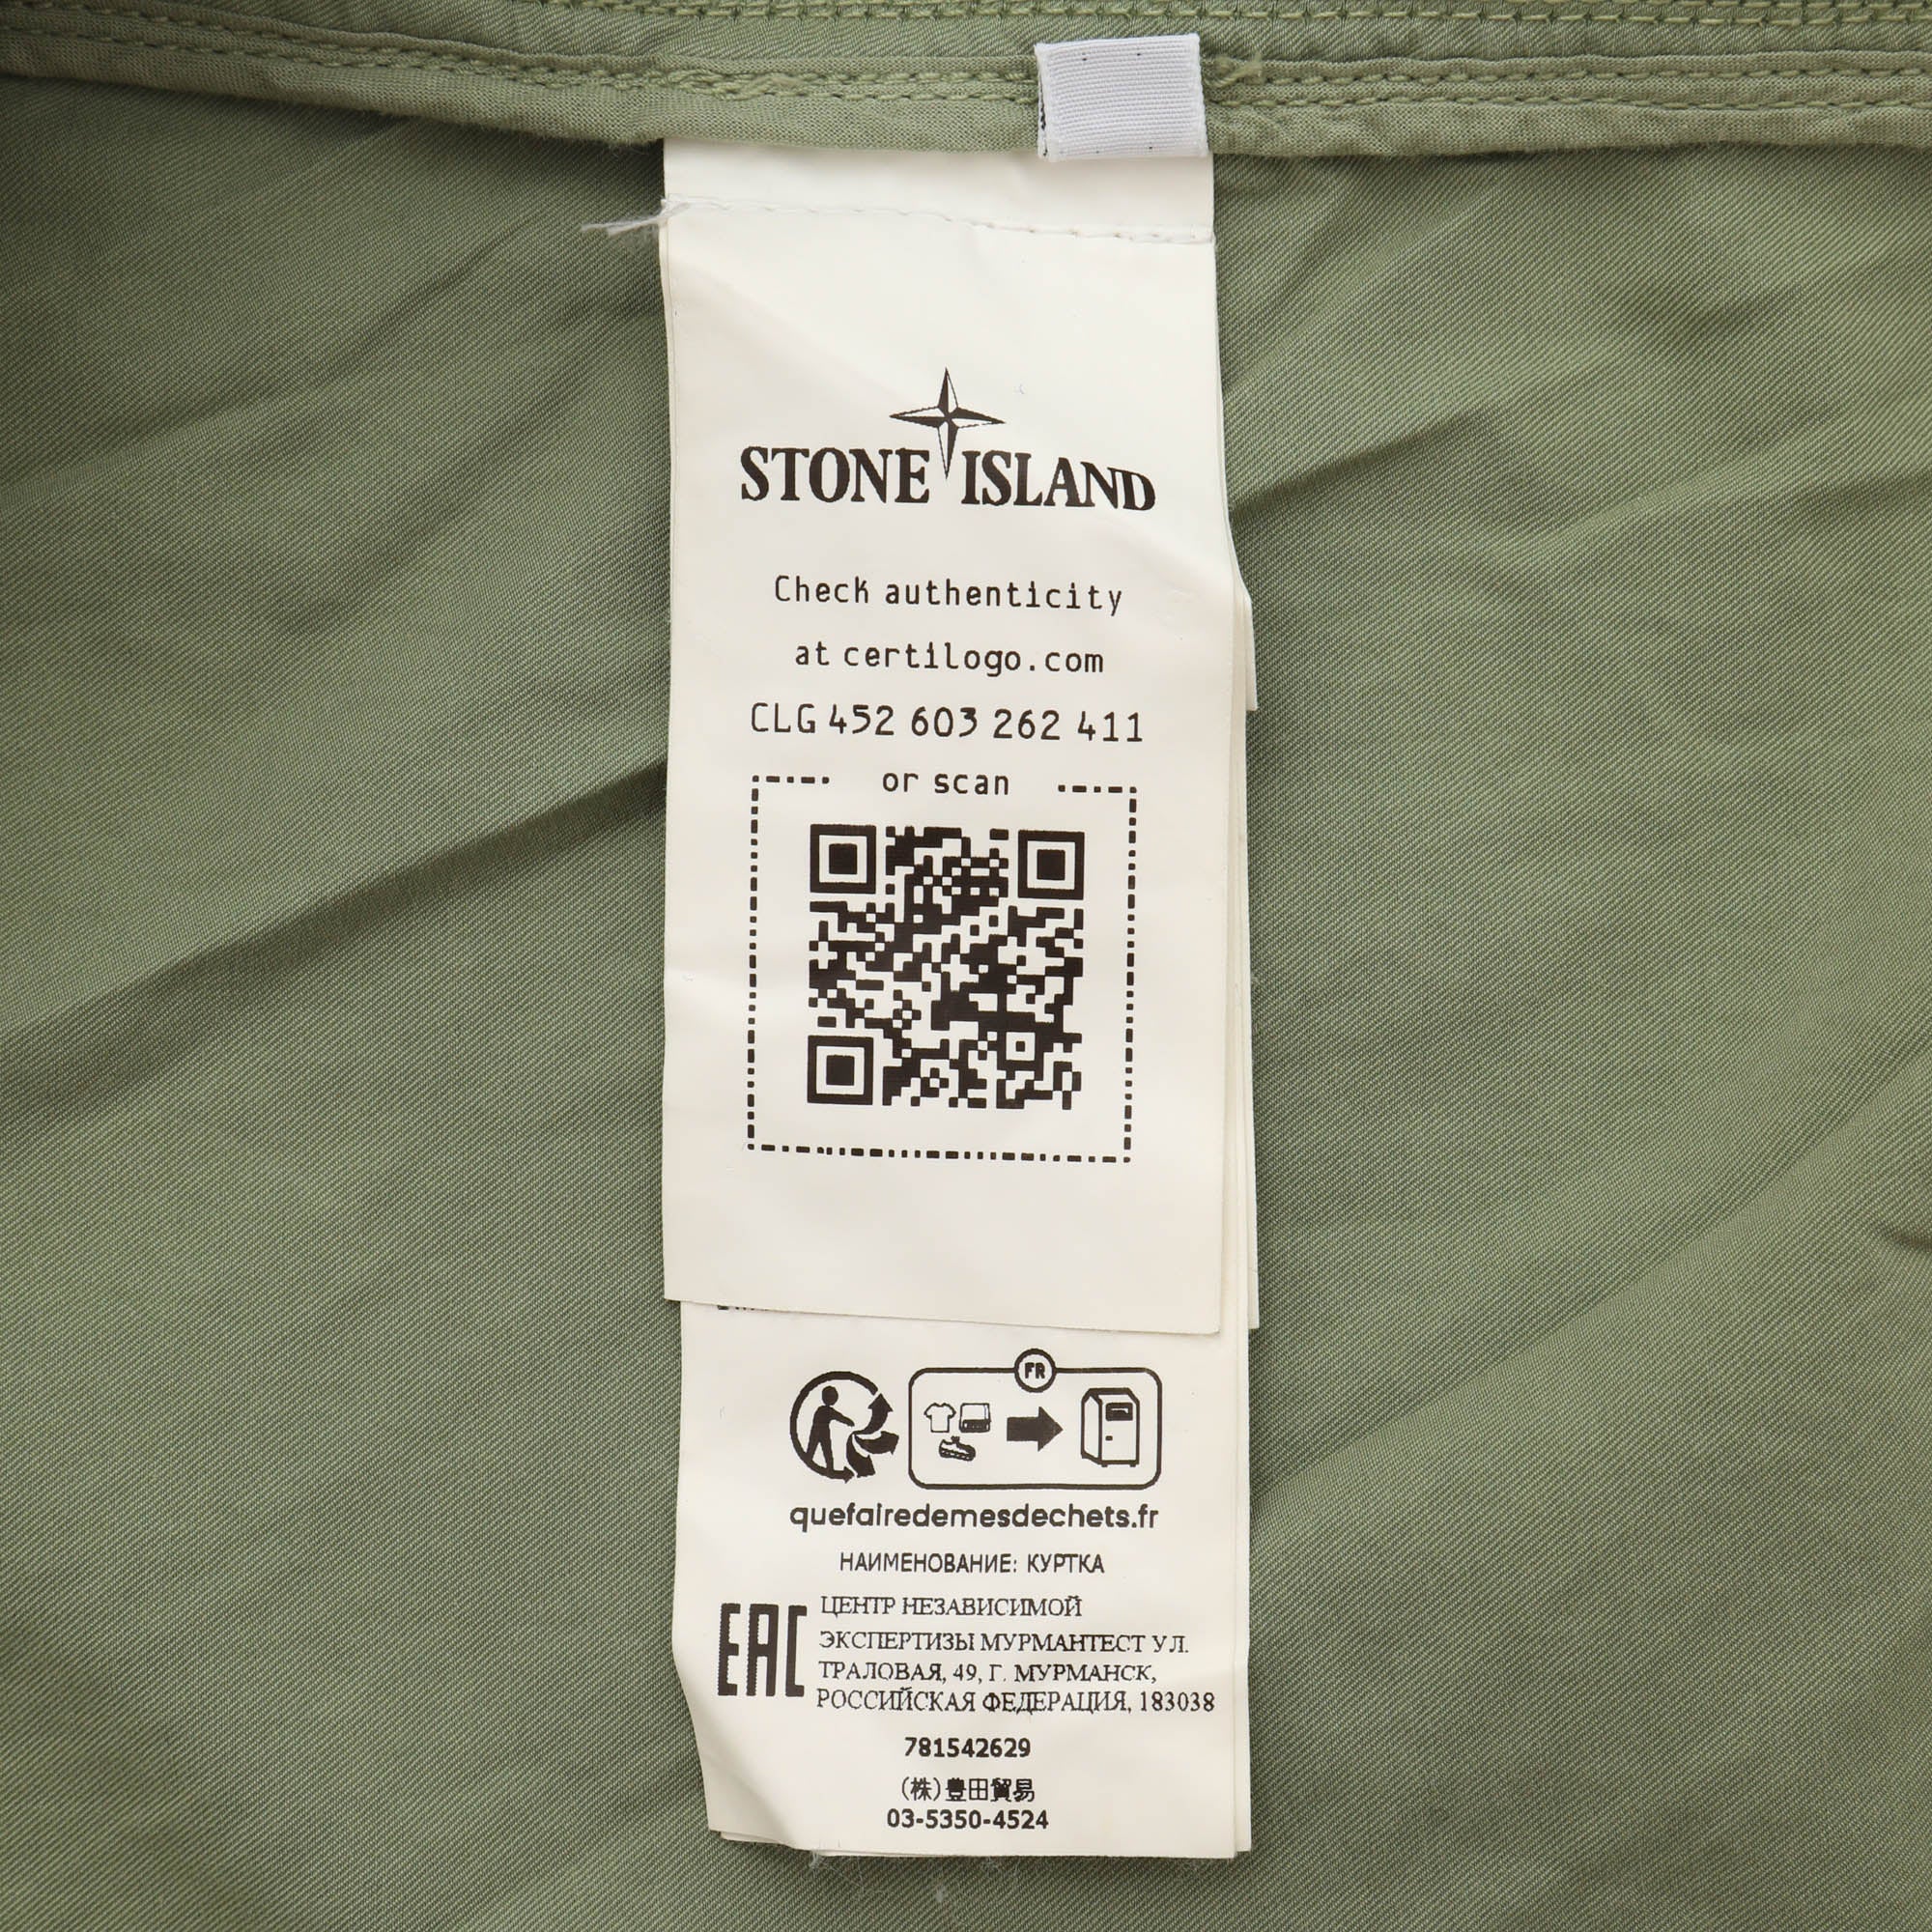 STONE ISLAND
Check authenticity
at certilogo.com
CLG 452 603 262 411
or scan
FR
quefairedemesdechets.fr
НАИМЕНОВАНИЕ: КУРТКА
EAC
ЦЕНТР НЕЗАВИСИМОЙ
ЭКСПЕРТИЗЫ МУРМАНТЕСТ УЛ.
ТРАЛОВАЯ, 49, Г. МУРМАНСК,
РОССИЙСКАЯ ФЕДЕРАЦИЯ, 183038
781542629
(株)豊田貿易
03-5350-4524